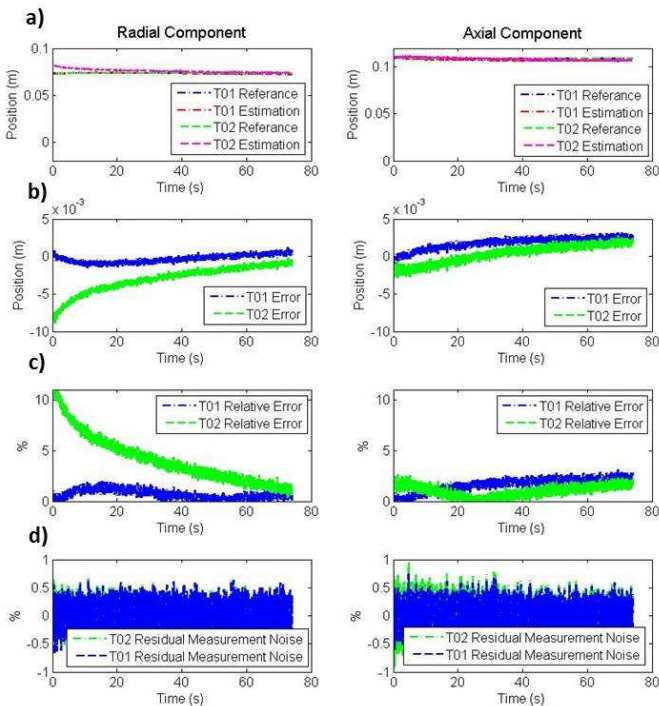 a)
Radial Component
Axial Component
0.1
0.05
0
Position (m)
T01 Referance
T01 Estimation
T02 Referance
T02 Estimation
0 20 40 60 80
Time (s)
0.1
0.05
0
Position (m)
T01 Referance
T01 Estimation
T02 Referance
T02 Estimation
0 20 40 60 80
Time (s)
b)
x 10⁻³
5
0
-5
-10
Position (m)
T01 Error
T02 Error
0 20 40 60 80
Time (s)
x 10⁻³
5
0
-5
-10
Position (m)
T01 Error
T02 Error
0 20 40 60 80
Time (s)
c)
10
5
0
%
T01 Relative Error
T02 Relative Error
0 20 40 60 80
Time (s)
10
5
0
%
T01 Relative Error
T02 Relative Error
0 20 40 60 80
Time (s)
d)
1
0.5
0
-0.5
-1
%
T02 Residual Measurement Noise
T01 Residual Measurement Noise
0 20 40 60 80
Time (s)
1
0.5
0
-0.5
-1
%
T02 Residual Measurement Noise
T01 Residual Measurement Noise
0 20 40 60 80
Time (s)